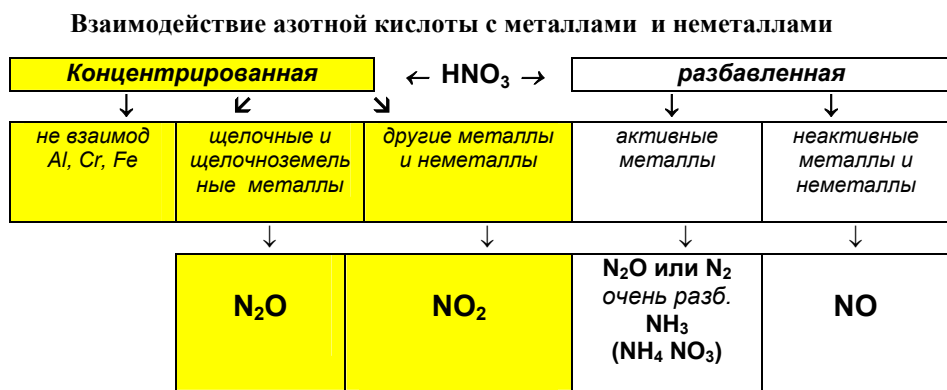 Взаимодействие азотной кислоты с металлами и неметаллами
Концентрированная ← HNO₃ → разбавленная
↓ ↙ ↘ ↓ ↓
не взаимод
Al, Cr, Fe
щелочные и
щелочноземель
ные металлы
другие металлы
и неметаллы
активные
металлы
неактивные
металлы и
неметаллы
↓ ↓ ↓ ↓
N₂O
NO₂
N₂O или N₂
очень разб.
NH₃
(NH₄ NO₃)
NO